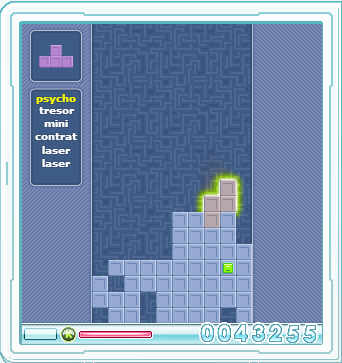 psycho
tresor
mini
contrat
laser
laser
0043255